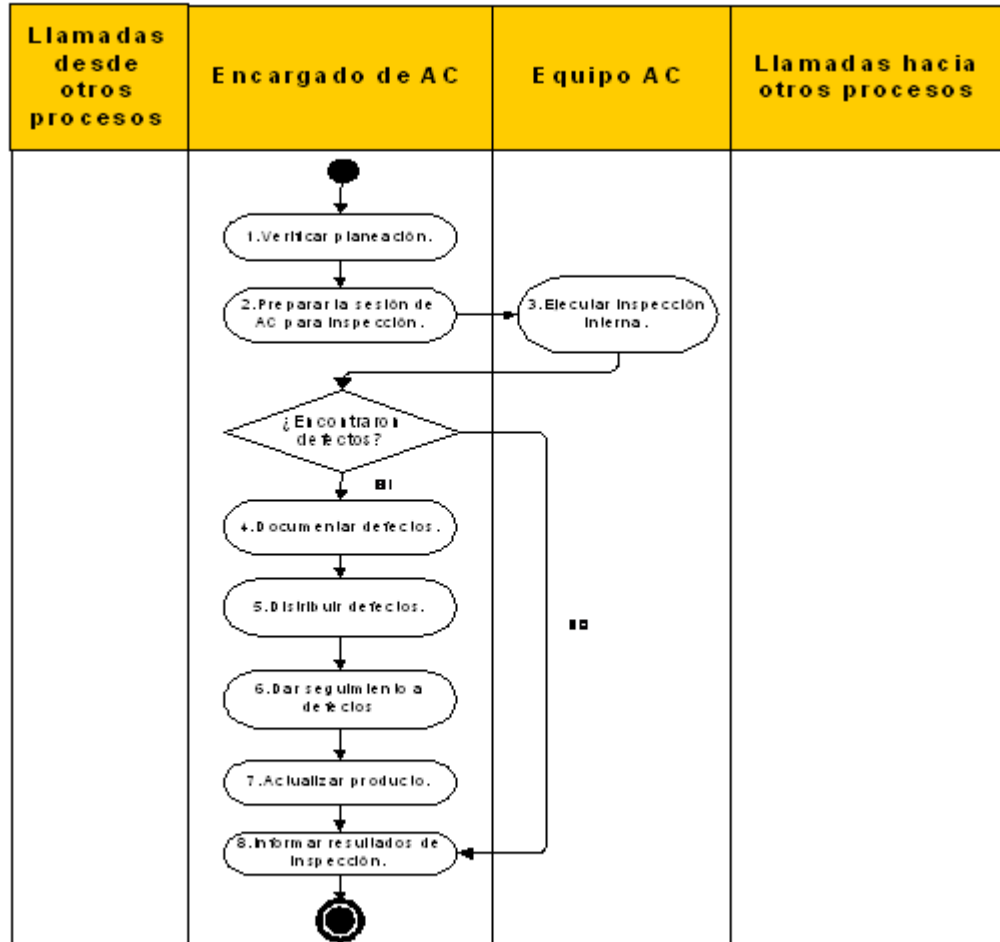 Llamadas
desde
otros
procesos
Encargado de AC
Equipo AC
Llamadas hacia
otros procesos
1.Verificar planeación.
2.Preparar la sesión de
AC para inspección.
3.Ejecutar inspección
interna.
¿Encontraron
defectos?
SI
4.Documentar defectos.
5.Distribuir defectos.
NO
6.Dar seguimiento a
defectos
7.Actualizar producto.
8.Informar resultados de
inspección.